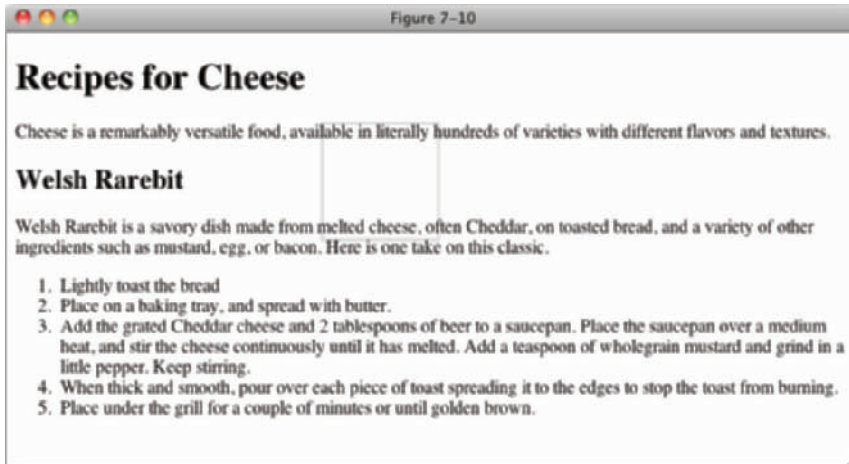 Figure 7-10
Recipes for Cheese
Cheese is a remarkably versatile food, available in literally hundreds of varieties with different flavors and textures.
Welsh Rarebit
Welsh Rarebit is a savory dish made from melted cheese, often Cheddar, on toasted bread, and a variety of other
ingredients such as mustard, egg, or bacon. Here is one take on this classic.
1. Lightly toast the bread
2. Place on a baking tray, and spread with butter.
3. Add the grated Cheddar cheese and 2 tablespoons of beer to a saucepan. Place the saucepan over a medium
heat, and stir the cheese continuously until it has melted. Add a teaspoon of wholegrain mustard and grind in a
little pepper. Keep stirring.
4. When thick and smooth, pour over each piece of toast spreading it to the edges to stop the toast from burning.
5. Place under the grill for a couple of minutes or until golden brown.